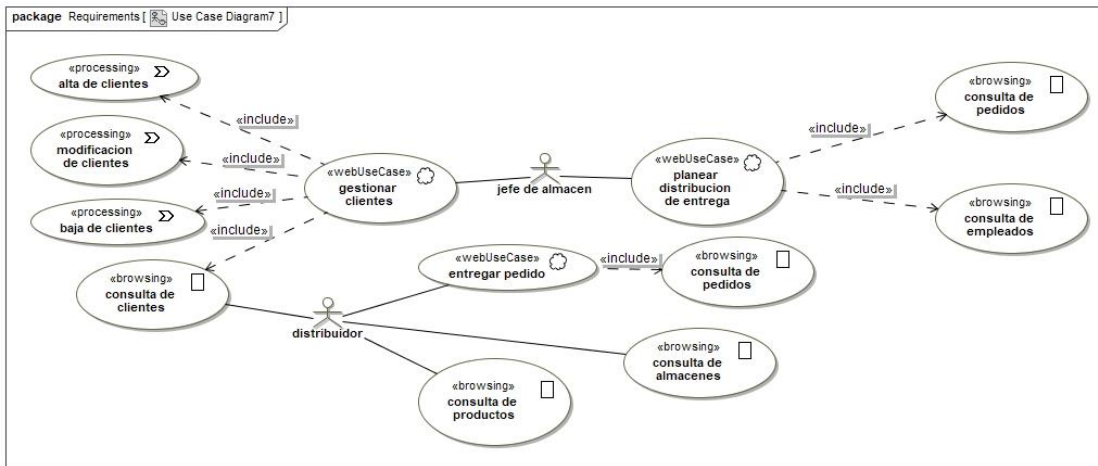 package Requirements [ Use Case Diagram7 ]
«processing»
alta de clientes
«include»
«processing»
modificacion
de clientes
«include»
«processing»
baja de clientes
«include»
«include»
«browsing»
consulta de
clientes
«webUseCase»
gestionar
clientes
jefe de almacen
«webUseCase»
planear
distribucion
de entrega
«include»
«browsing»
consulta de
pedidos
«include»
«browsing»
consulta de
empleados
«webUseCase»
entregar pedido
«include»
«browsing»
consulta de
pedidos
distribuidor
«browsing»
consulta de
almacenes
«browsing»
consulta de
productos